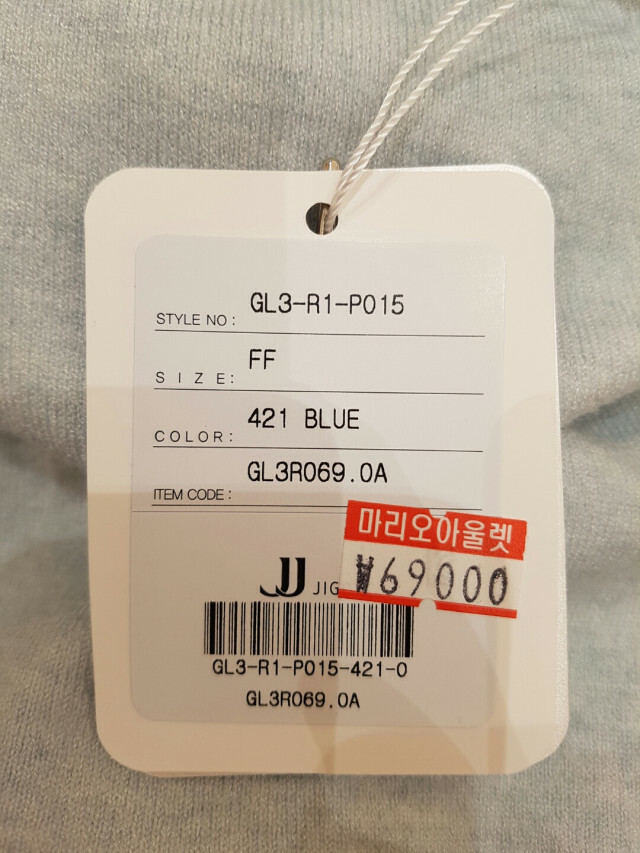 STYLE NO : GL3-R1-P015
SIZE: FF
COLOR: 421 BLUE
ITEM CODE : GL3R069.0A
마리오아울렛
₩69000
JJ JIG
GL3-R1-P015-421-0
GL3R069.0A